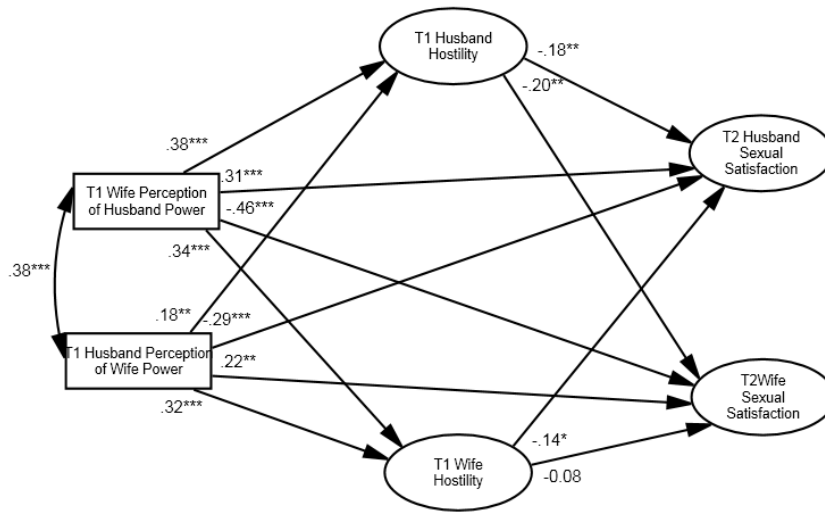 T1 Husband
Hostility
-.18**
-.20**
T2 Husband
Sexual
Satisfaction
.38***
.31***
T1 Wife Perception
of Husband Power
-.46***
.34***
.38***
.18**
-.29***
T1 Husband Perception
of Wife Power
.22**
.32***
T2Wife
Sexual
Satisfaction
-.14*
T1 Wife
Hostility
-0.08